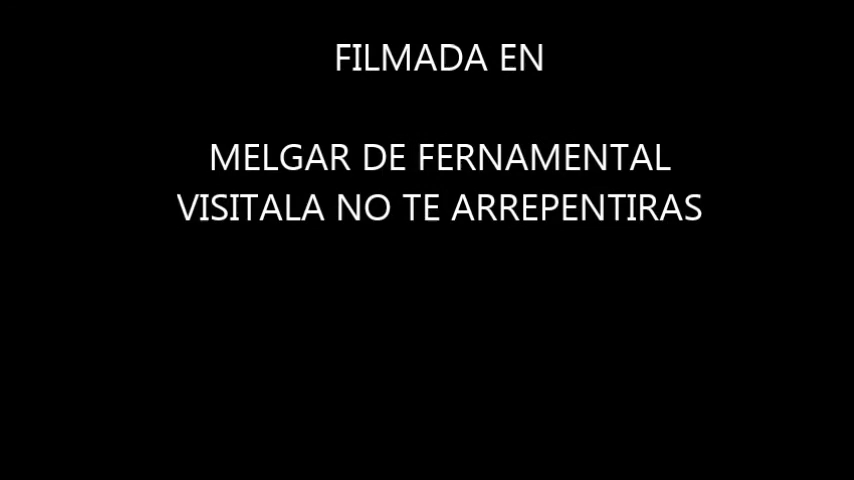 FILMADA EN
MELGAR DE FERNAMENTAL
VISITALA NO TE ARREPENTIRAS